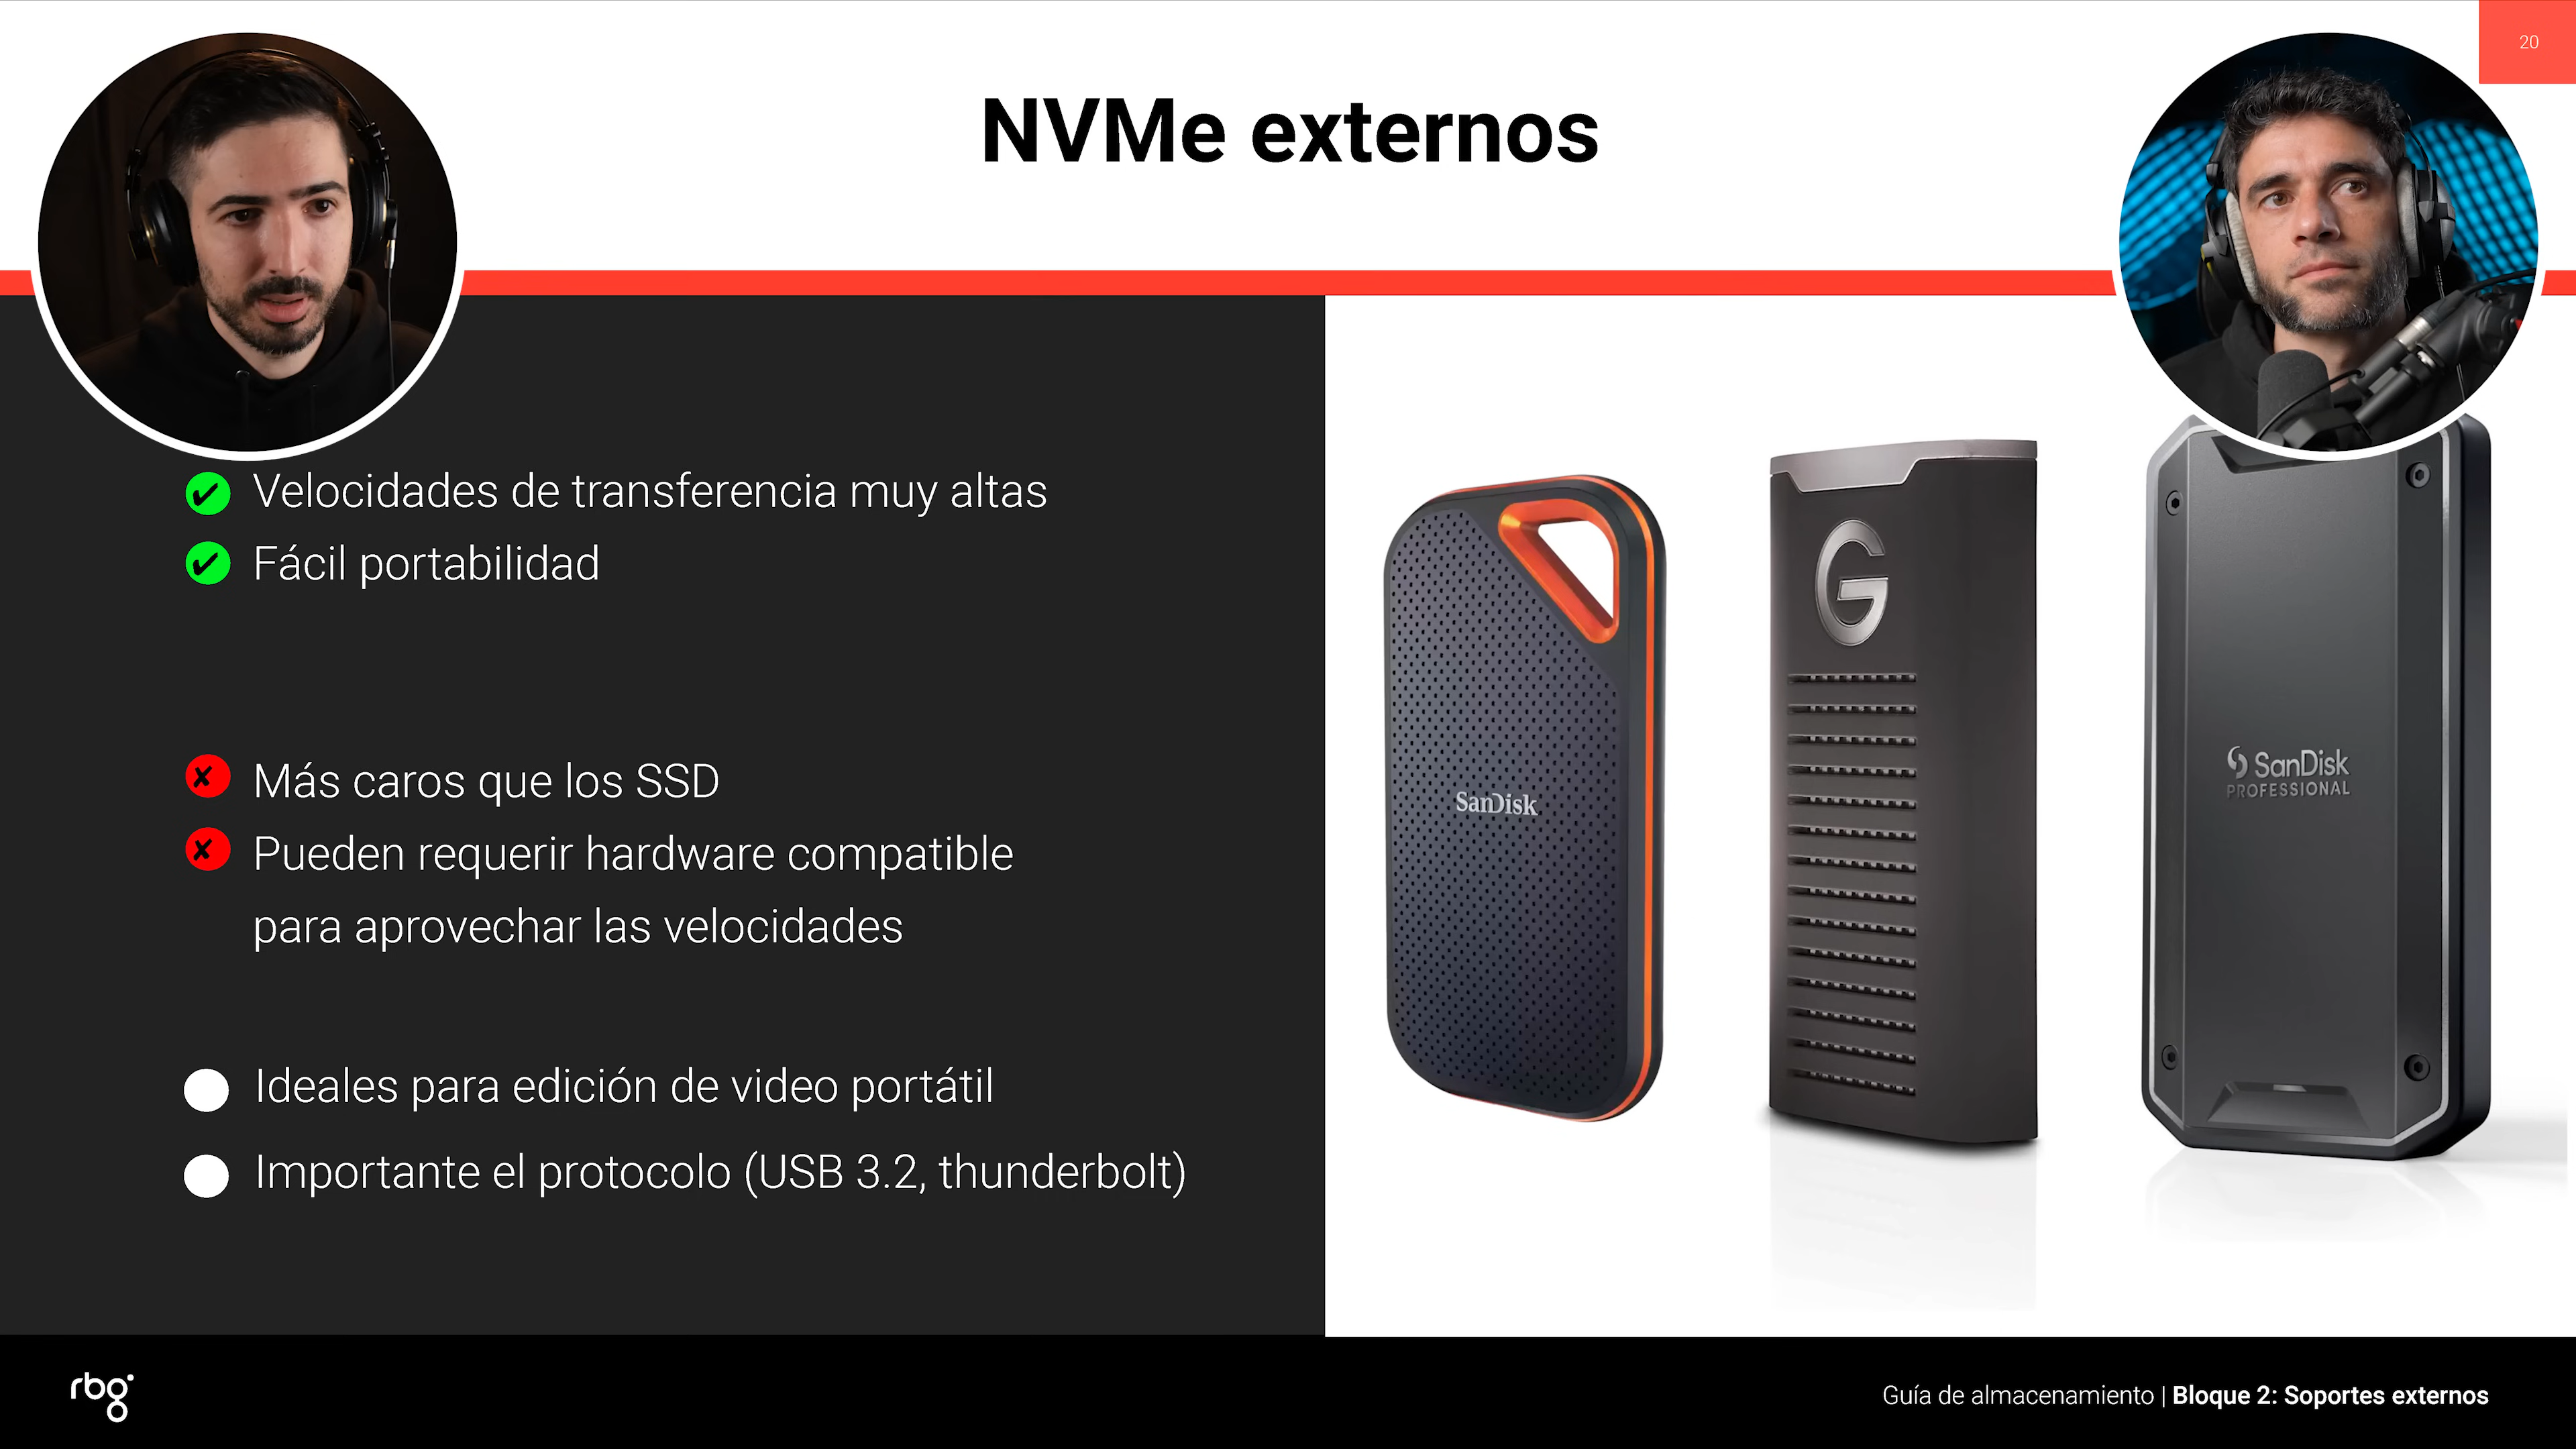 20
NVMe externos
Velocidades de transferencia muy altas
Fácil portabilidad
Más caros que los SSD
Pueden requerir hardware compatible
para aprovechar las velocidades
Ideales para edición de video portátil
Importante el protocolo (USB 3.2, thunderbolt)
SanDisk
G
SanDisk
PROFESSIONAL
rbg
Guía de almacenamiento | Bloque 2: Soportes externos